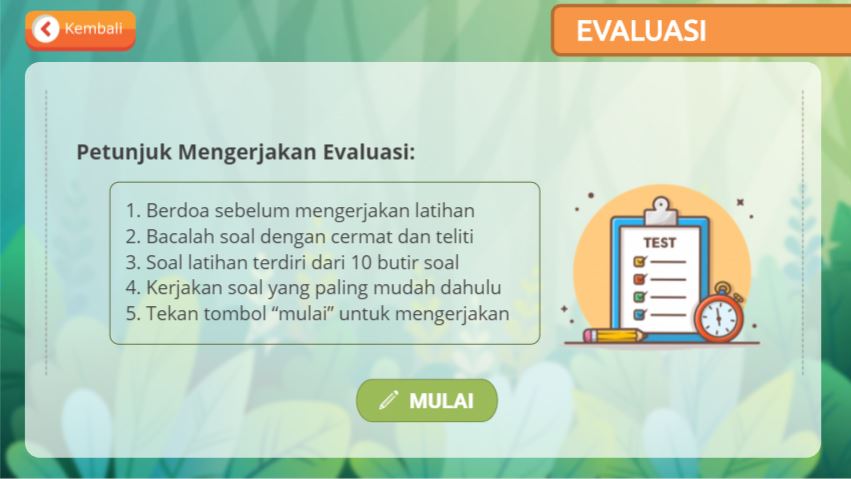 Kembali
EVALUASI
Petunjuk Mengerjakan Evaluasi:
1. Berdoa sebelum mengerjakan latihan
2. Bacalah soal dengan cermat dan teliti
3. Soal latihan terdiri dari 10 butir soal
4. Kerjakan soal yang paling mudah dahulu
5. Tekan tombol “mulai” untuk mengerjakan
TEST
MULAI